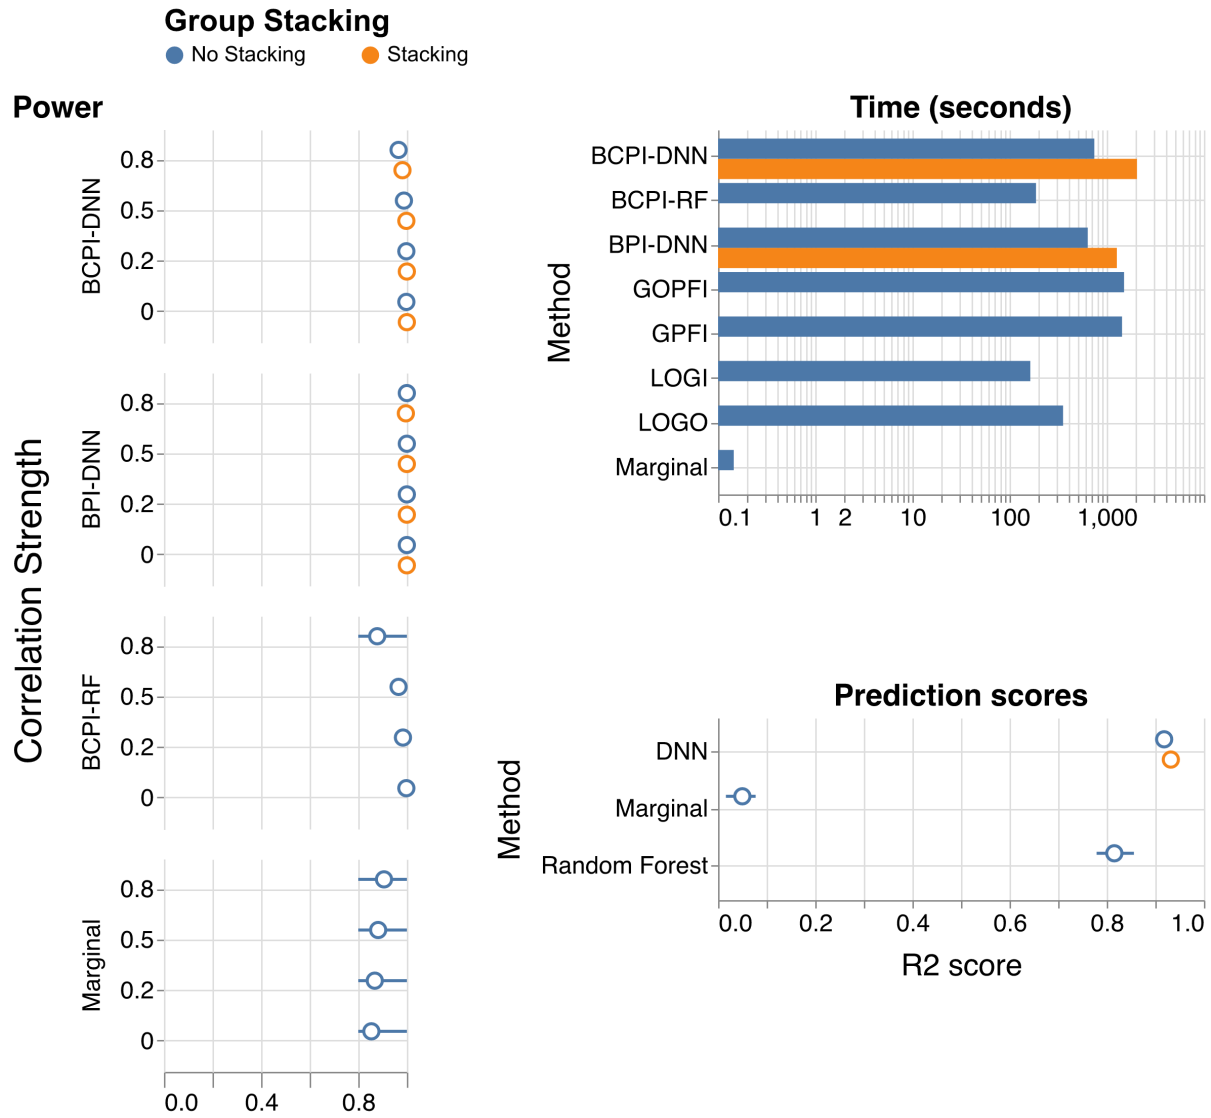 Group Stacking
No Stacking Stacking
Power
BCPI-DNN
0.8
0.5
0.2
0
BPI-DNN
0.8
0.5
0.2
0
Correlation Strength
BCPI-RF
0.8
0.5
0.2
0
Marginal
0.8
0.5
0.2
0
0.0 0.4 0.8
Time (seconds)
Method
BCPI-DNN
BCPI-RF
BPI-DNN
GOPFI
GPFI
LOGI
LOGO
Marginal
0.1 1 2 10 100 1,000
Prediction scores
Method
DNN
Marginal
Random Forest
0.0 0.2 0.4 0.6 0.8 1.0
R2 score